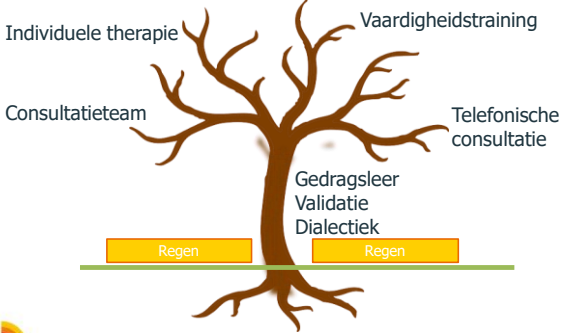 Individuele therapie
Vaardigheidstraining
Consultatieteam
Telefonische
consultatie
Gedragsleer
Validatie
Dialectiek
Regen
Regen